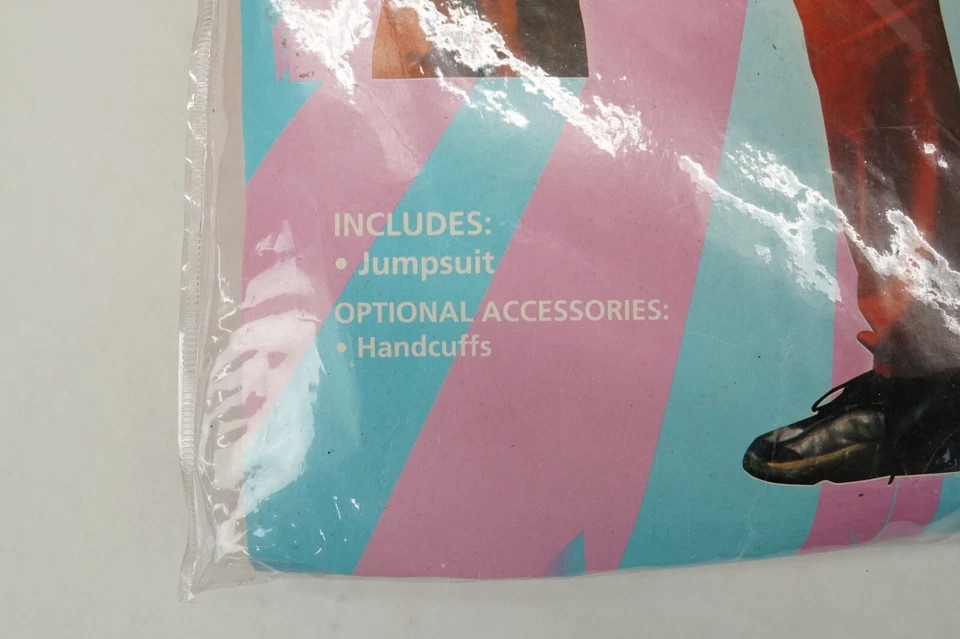 INCLUDES:
• Jumpsuit
OPTIONAL ACCESSORIES:
• Handcuffs